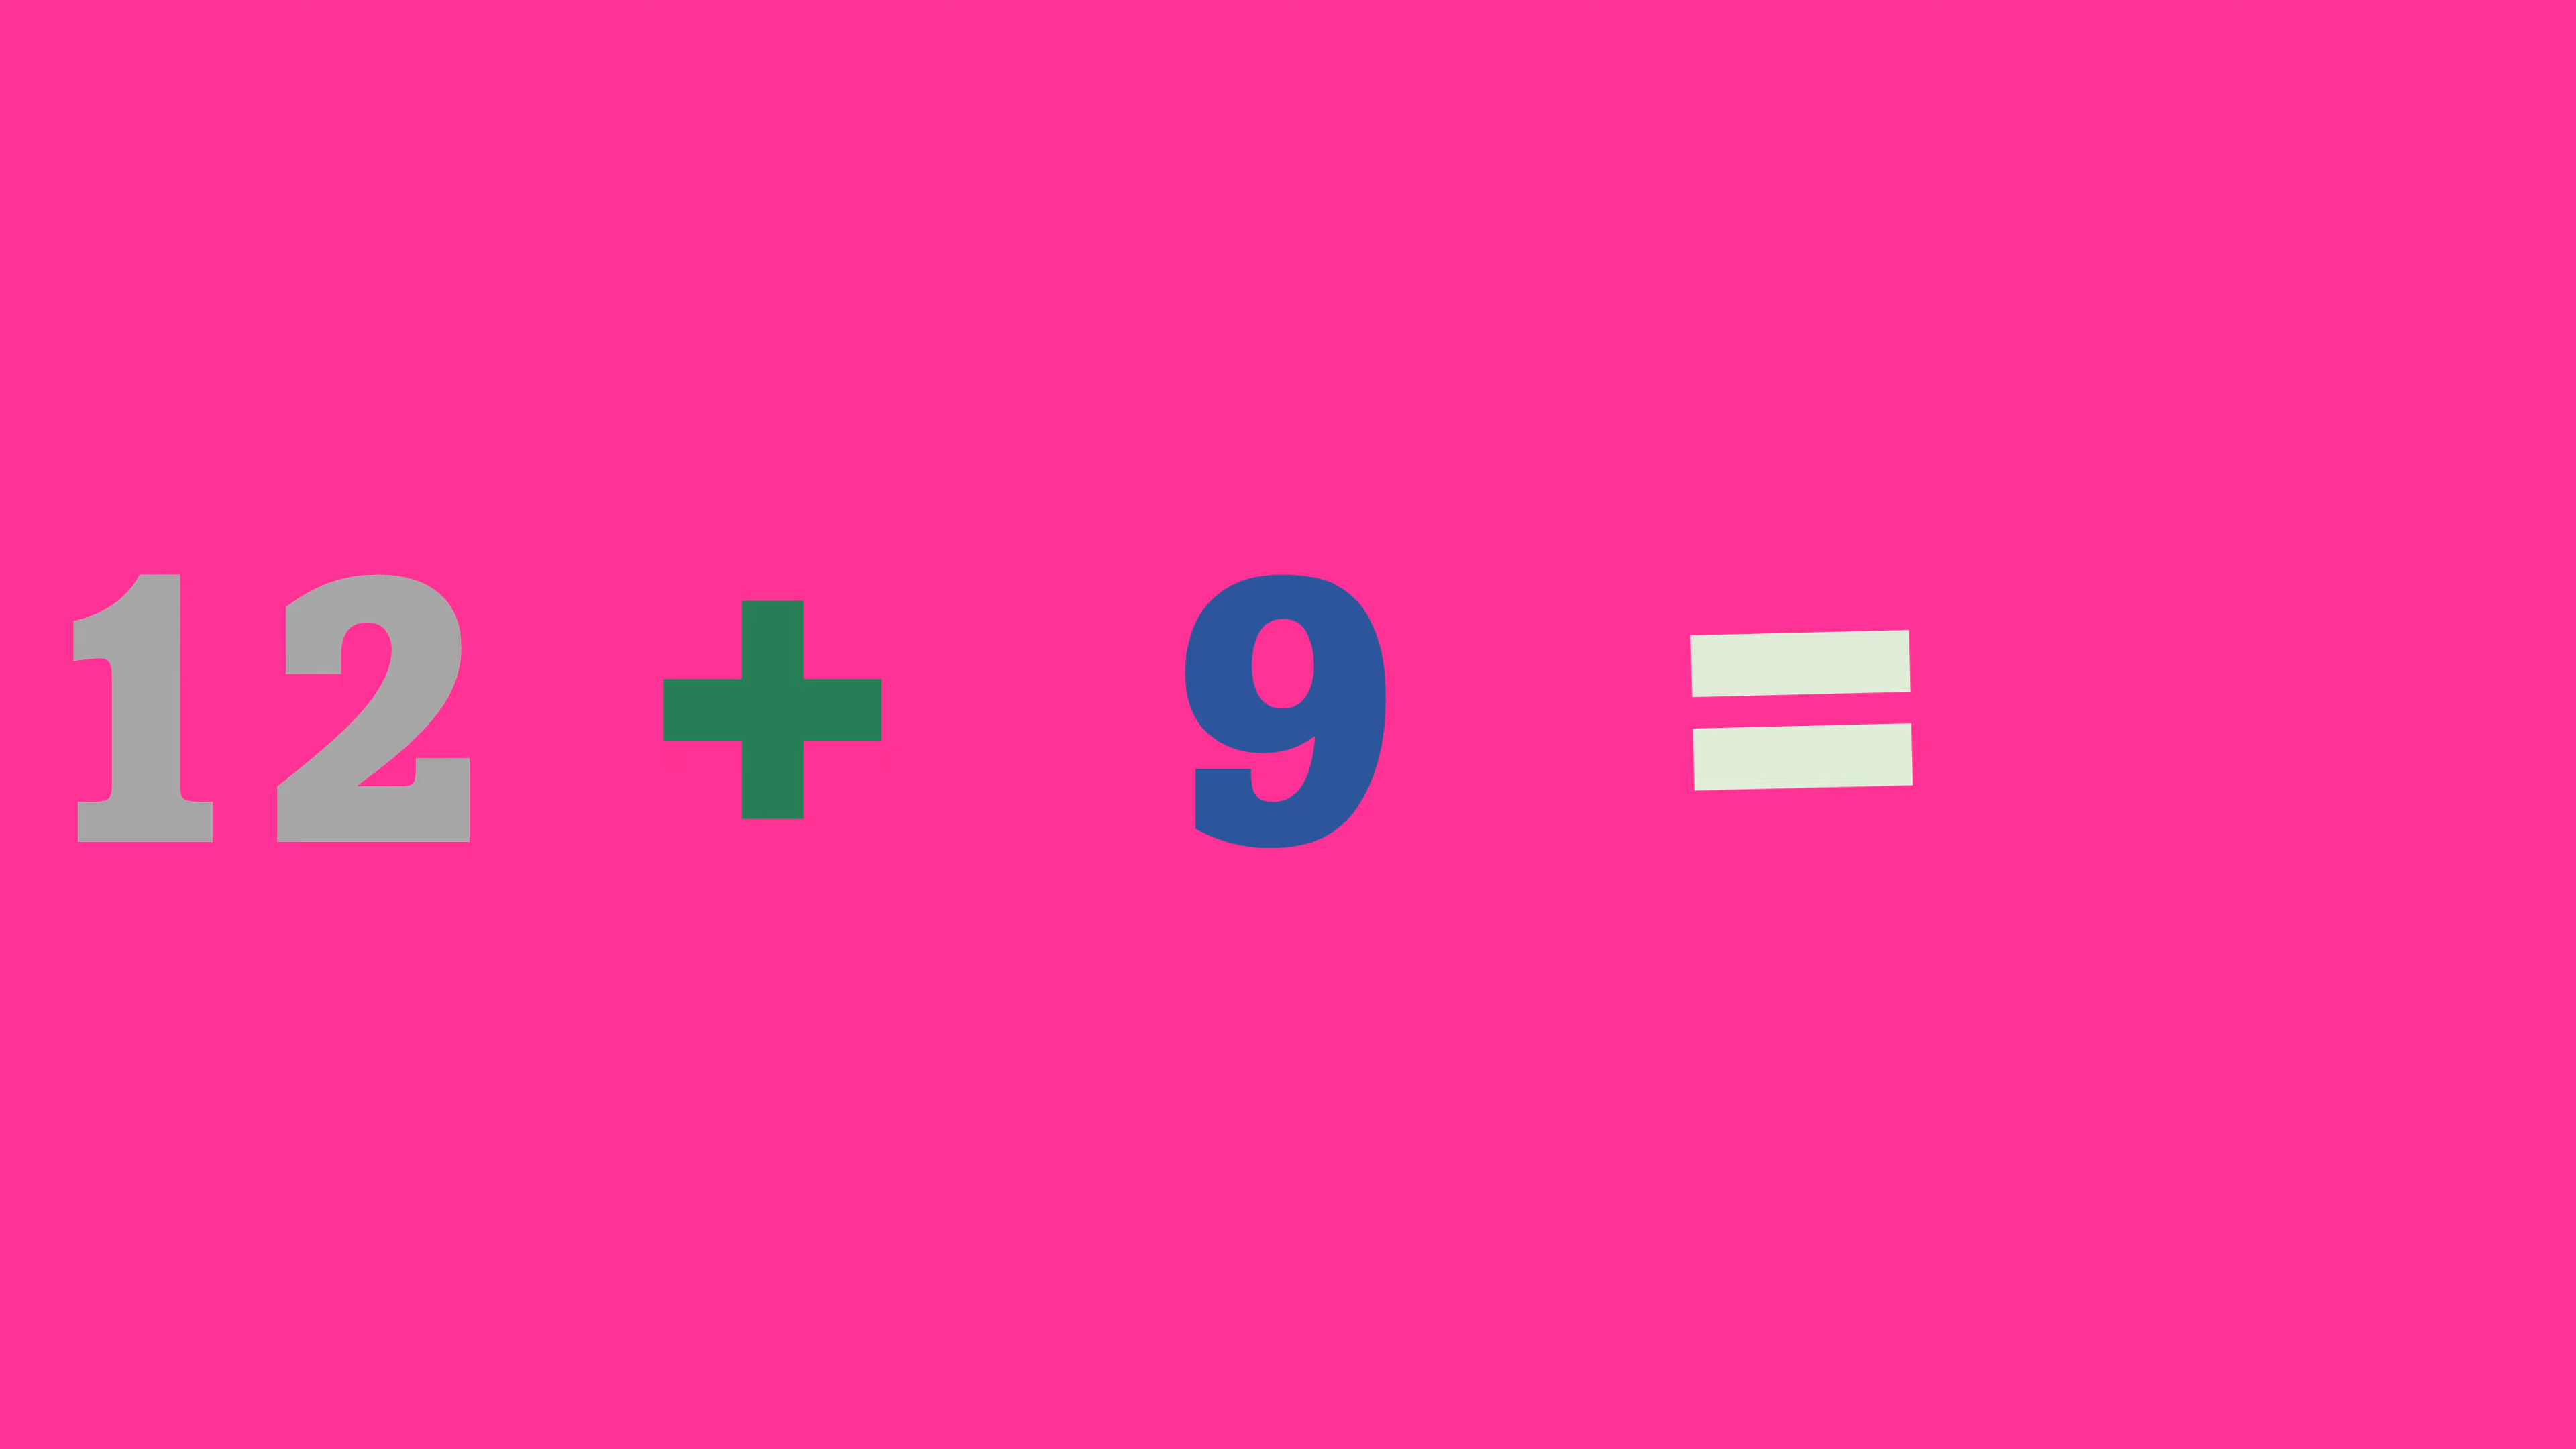 12 + 9 =